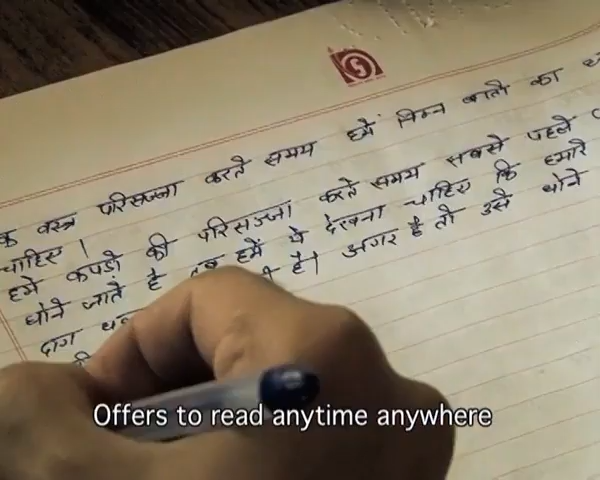 क वस्त्र परिसज्जा करते समय हमें निम्न बातो का
चाहिए ।
हमें कपड़ो की परिसज्जा करते समय सबसे पहले
धोने जाते है तब हमें ये देखना चाहिए कि हमारे
दाग है। अगर है तो उसे धोने
Offers to read anytime anywhere